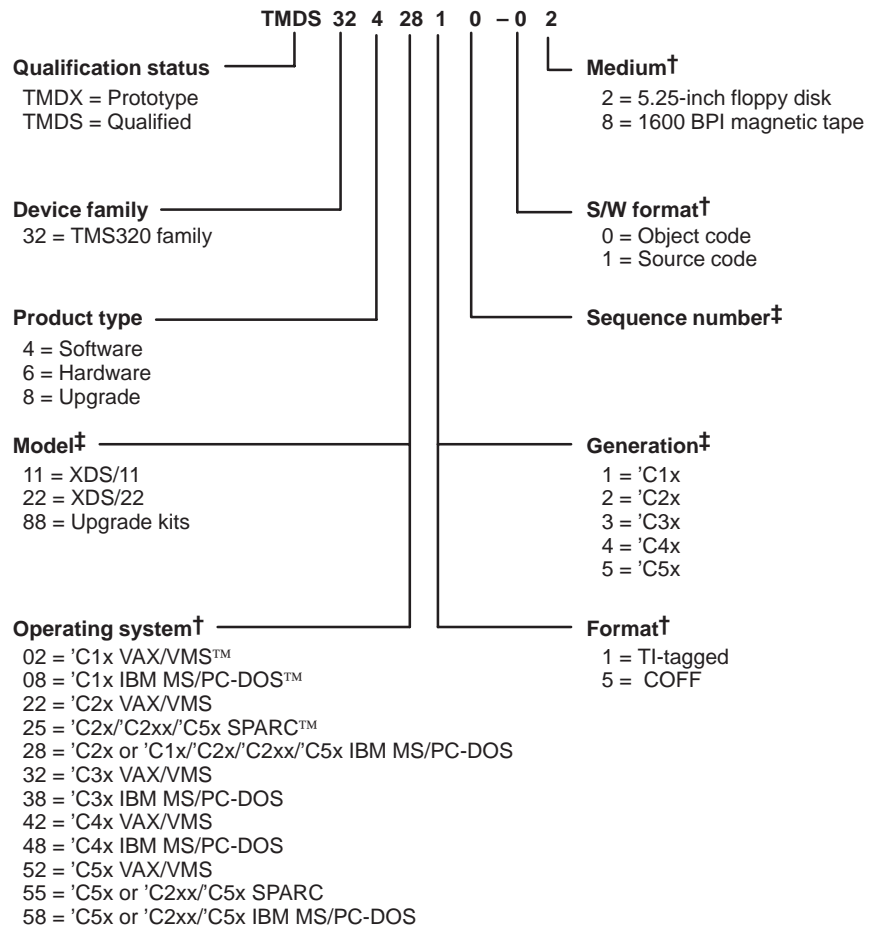 TMDS 32 4 28 1 0 – 0 2
Qualification status
TMDX = Prototype
TMDS = Qualified
Medium†
2 = 5.25-inch floppy disk
8 = 1600 BPI magnetic tape
Device family
32 = TMS320 family
S/W format†
0 = Object code
1 = Source code
Product type
4 = Software
6 = Hardware
8 = Upgrade
Sequence number‡
Model‡
11 = XDS/11
22 = XDS/22
88 = Upgrade kits
Generation‡
1 = ’C1x
2 = ’C2x
3 = ’C3x
4 = ’C4x
5 = ’C5x
Operating system†
02 = ’C1x VAX/VMS™
08 = ’C1x IBM MS/PC-DOS™
22 = ’C2x VAX/VMS
25 = ’C2x/’C2xx/’C5x SPARC™
28 = ’C2x or ’C1x/’C2x/’C2xx/’C5x IBM MS/PC-DOS
32 = ’C3x VAX/VMS
38 = ’C3x IBM MS/PC-DOS
42 = ’C4x VAX/VMS
48 = ’C4x IBM MS/PC-DOS
52 = ’C5x VAX/VMS
55 = ’C5x or ’C2xx/’C5x SPARC
58 = ’C5x or ’C2xx/’C5x IBM MS/PC-DOS
Format†
1 = TI-tagged
5 = COFF